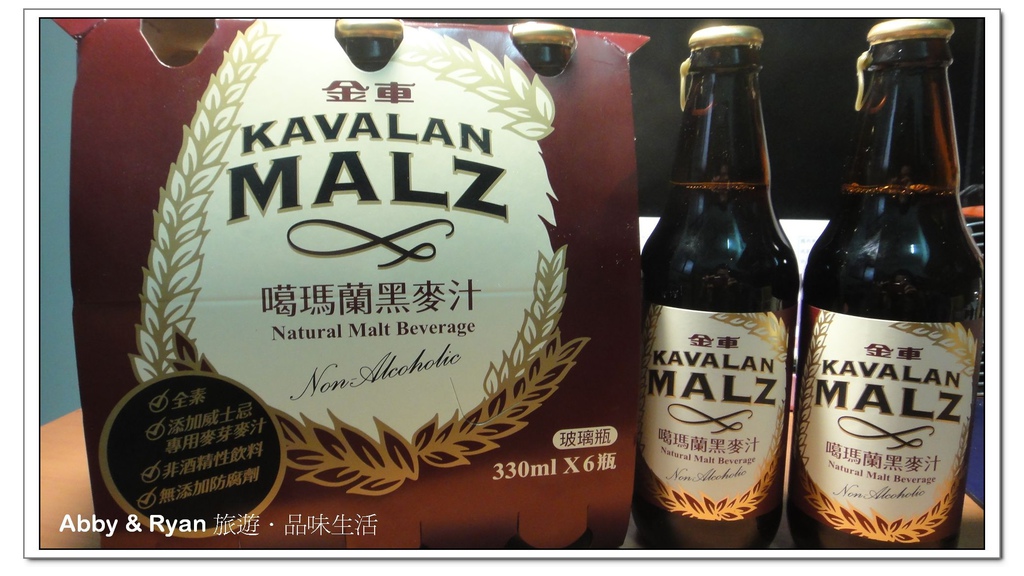 金車
KAVALAN
MALZ
噶瑪蘭黑麥汁
Natural Malt Beverage
Non-Alcoholic
全素
添加威士忌
專用麥芽麥汁
非酒精性飲料
無添加防腐劑
玻璃瓶
330ml X 6瓶
金車
KAVALAN
MALZ
噶瑪蘭黑麥汁
Natural Malt Beverage
Non-Alcoholic
金車
KAVALAN
MALZ
噶瑪蘭黑麥汁
Natural Malt Beverage
Non-Alcoholic
Abby & Ryan 旅遊・品味生活